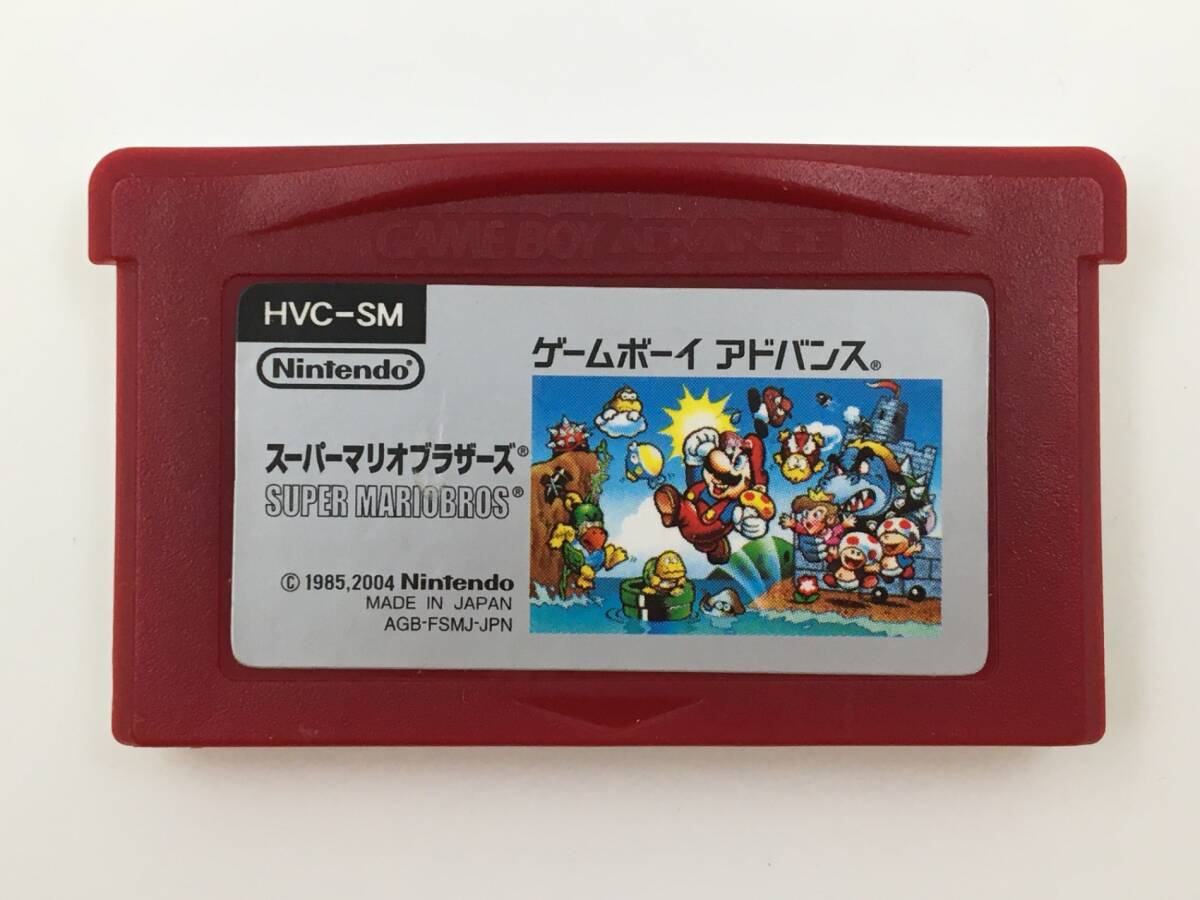 GAME BOY ADVANCE
HVC-SM
Nintendo®
ゲームボーイ アドバンス®
スーパーマリオブラザーズ®
SUPER MARIOBROS®
© 1985,2004 Nintendo
MADE IN JAPAN
AGB-FSMJ-JPN